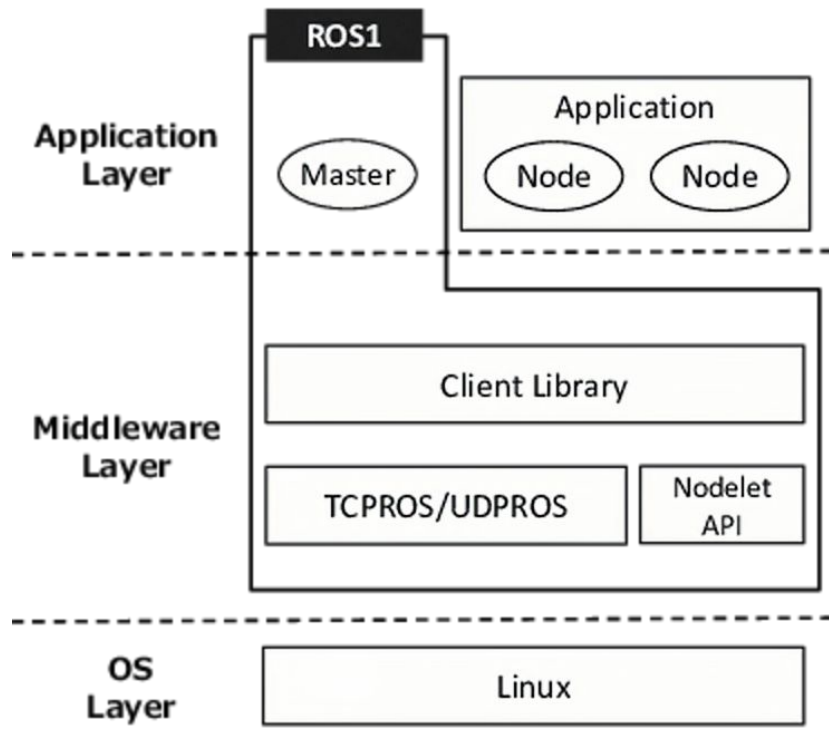 ROS1
Application
Layer
Master
Application
Node
Node
Middleware
Layer
Client Library
TCPROS/UDPROS
Nodelet
API
OS
Layer
Linux